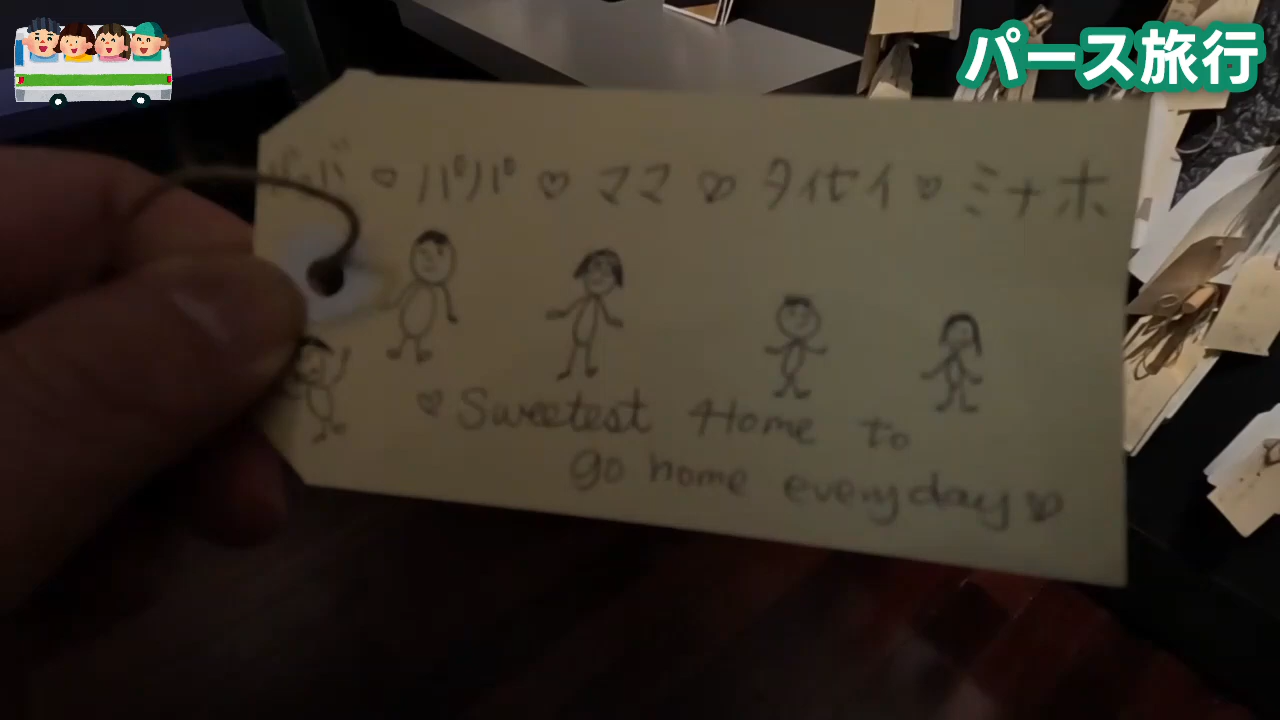 パース旅行
♡ パパ ♡ ママ ♡ タイセイ ♡ ミナホ
♡ Sweetest Home to
go home everyday ♡